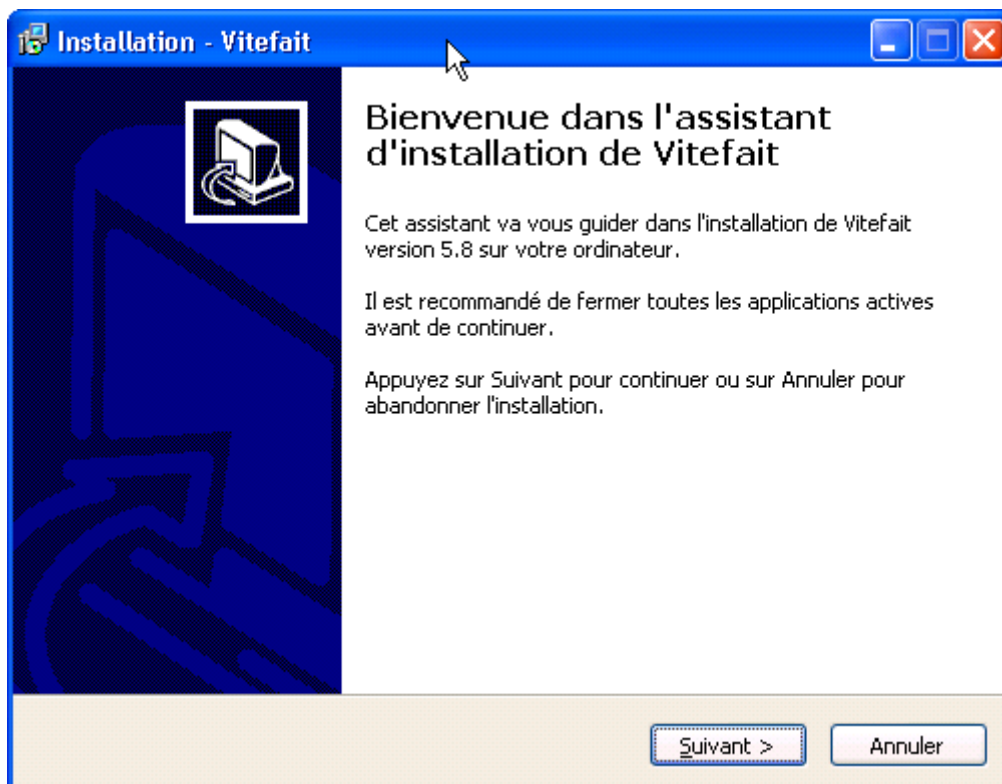 Installation - Vitefait
Bienvenue dans l'assistant
d'installation de Vitefait
Cet assistant va vous guider dans l'installation de Vitefait
version 5.8 sur votre ordinateur.
Il est recommandé de fermer toutes les applications actives
avant de continuer.
Appuyez sur Suivant pour continuer ou sur Annuler pour
abandonner l'installation.
Suivant > Annuler